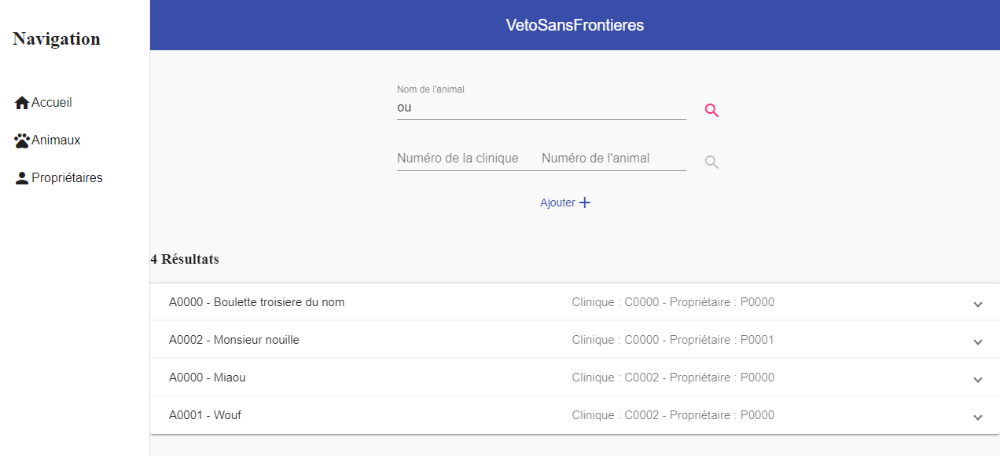 Navigation
Accueil
Animaux
Propriétaires
VetoSansFrontieres
Nom de l'animal
ou
Numéro de la clinique Numéro de l'animal
Ajouter +
4 Résultats
A0000 - Boulette troisiere du nom Clinique : C0000 - Propriétaire : P0000
A0002 - Monsieur nouille Clinique : C0000 - Propriétaire : P0001
A0000 - Miaou Clinique : C0002 - Propriétaire : P0000
A0001 - Wouf Clinique : C0002 - Propriétaire : P0000